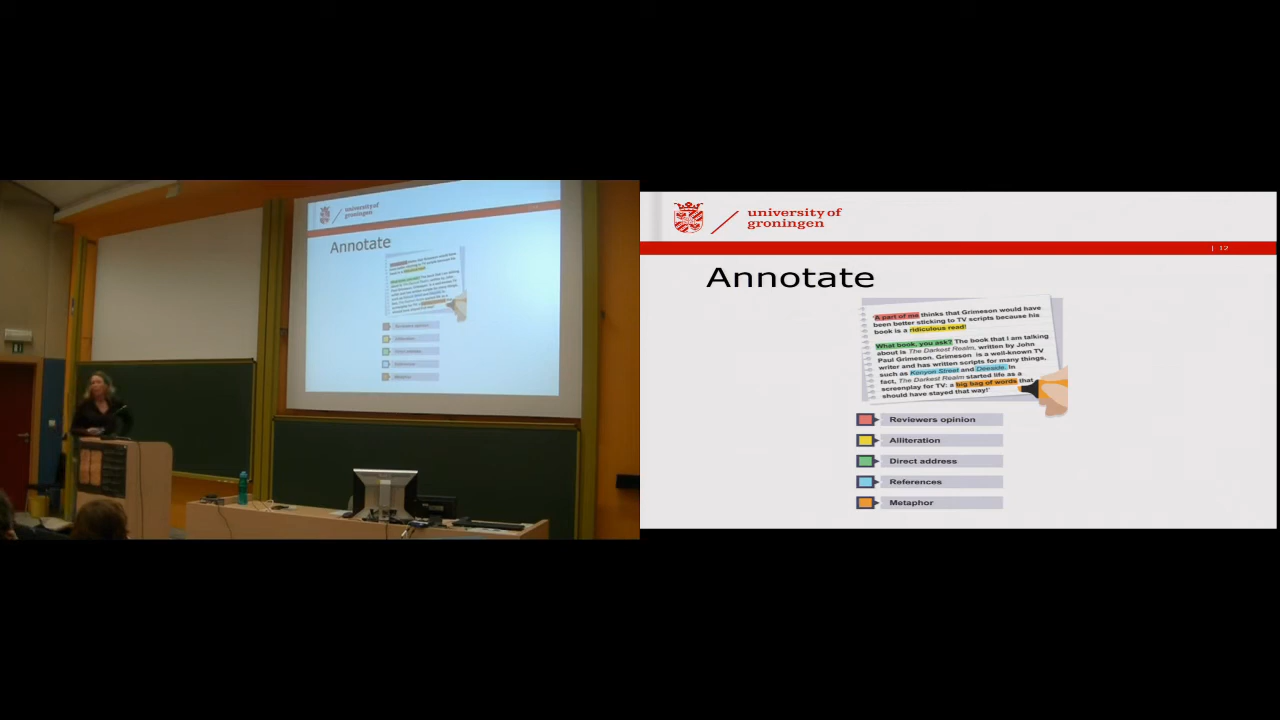 university of
groningen
Annotate
university of
groningen
| 12
Annotate
A part of me thinks that Grimeson would have
been better sticking to TV scripts because his
book is a ridiculous read!
What book, you ask? The book that I am talking
about is The Darkest Realm, written by John
Paul Grimeson. Grimeson is a well-known TV
writer and has written scripts for many things,
such as Kenyon Street and Deeside. In
fact, The Darkest Realm started life as a
screenplay for TV: a big bag of words that
should have stayed that way!'
Reviewers opinion
Alliteration
Direct address
References
Metaphor